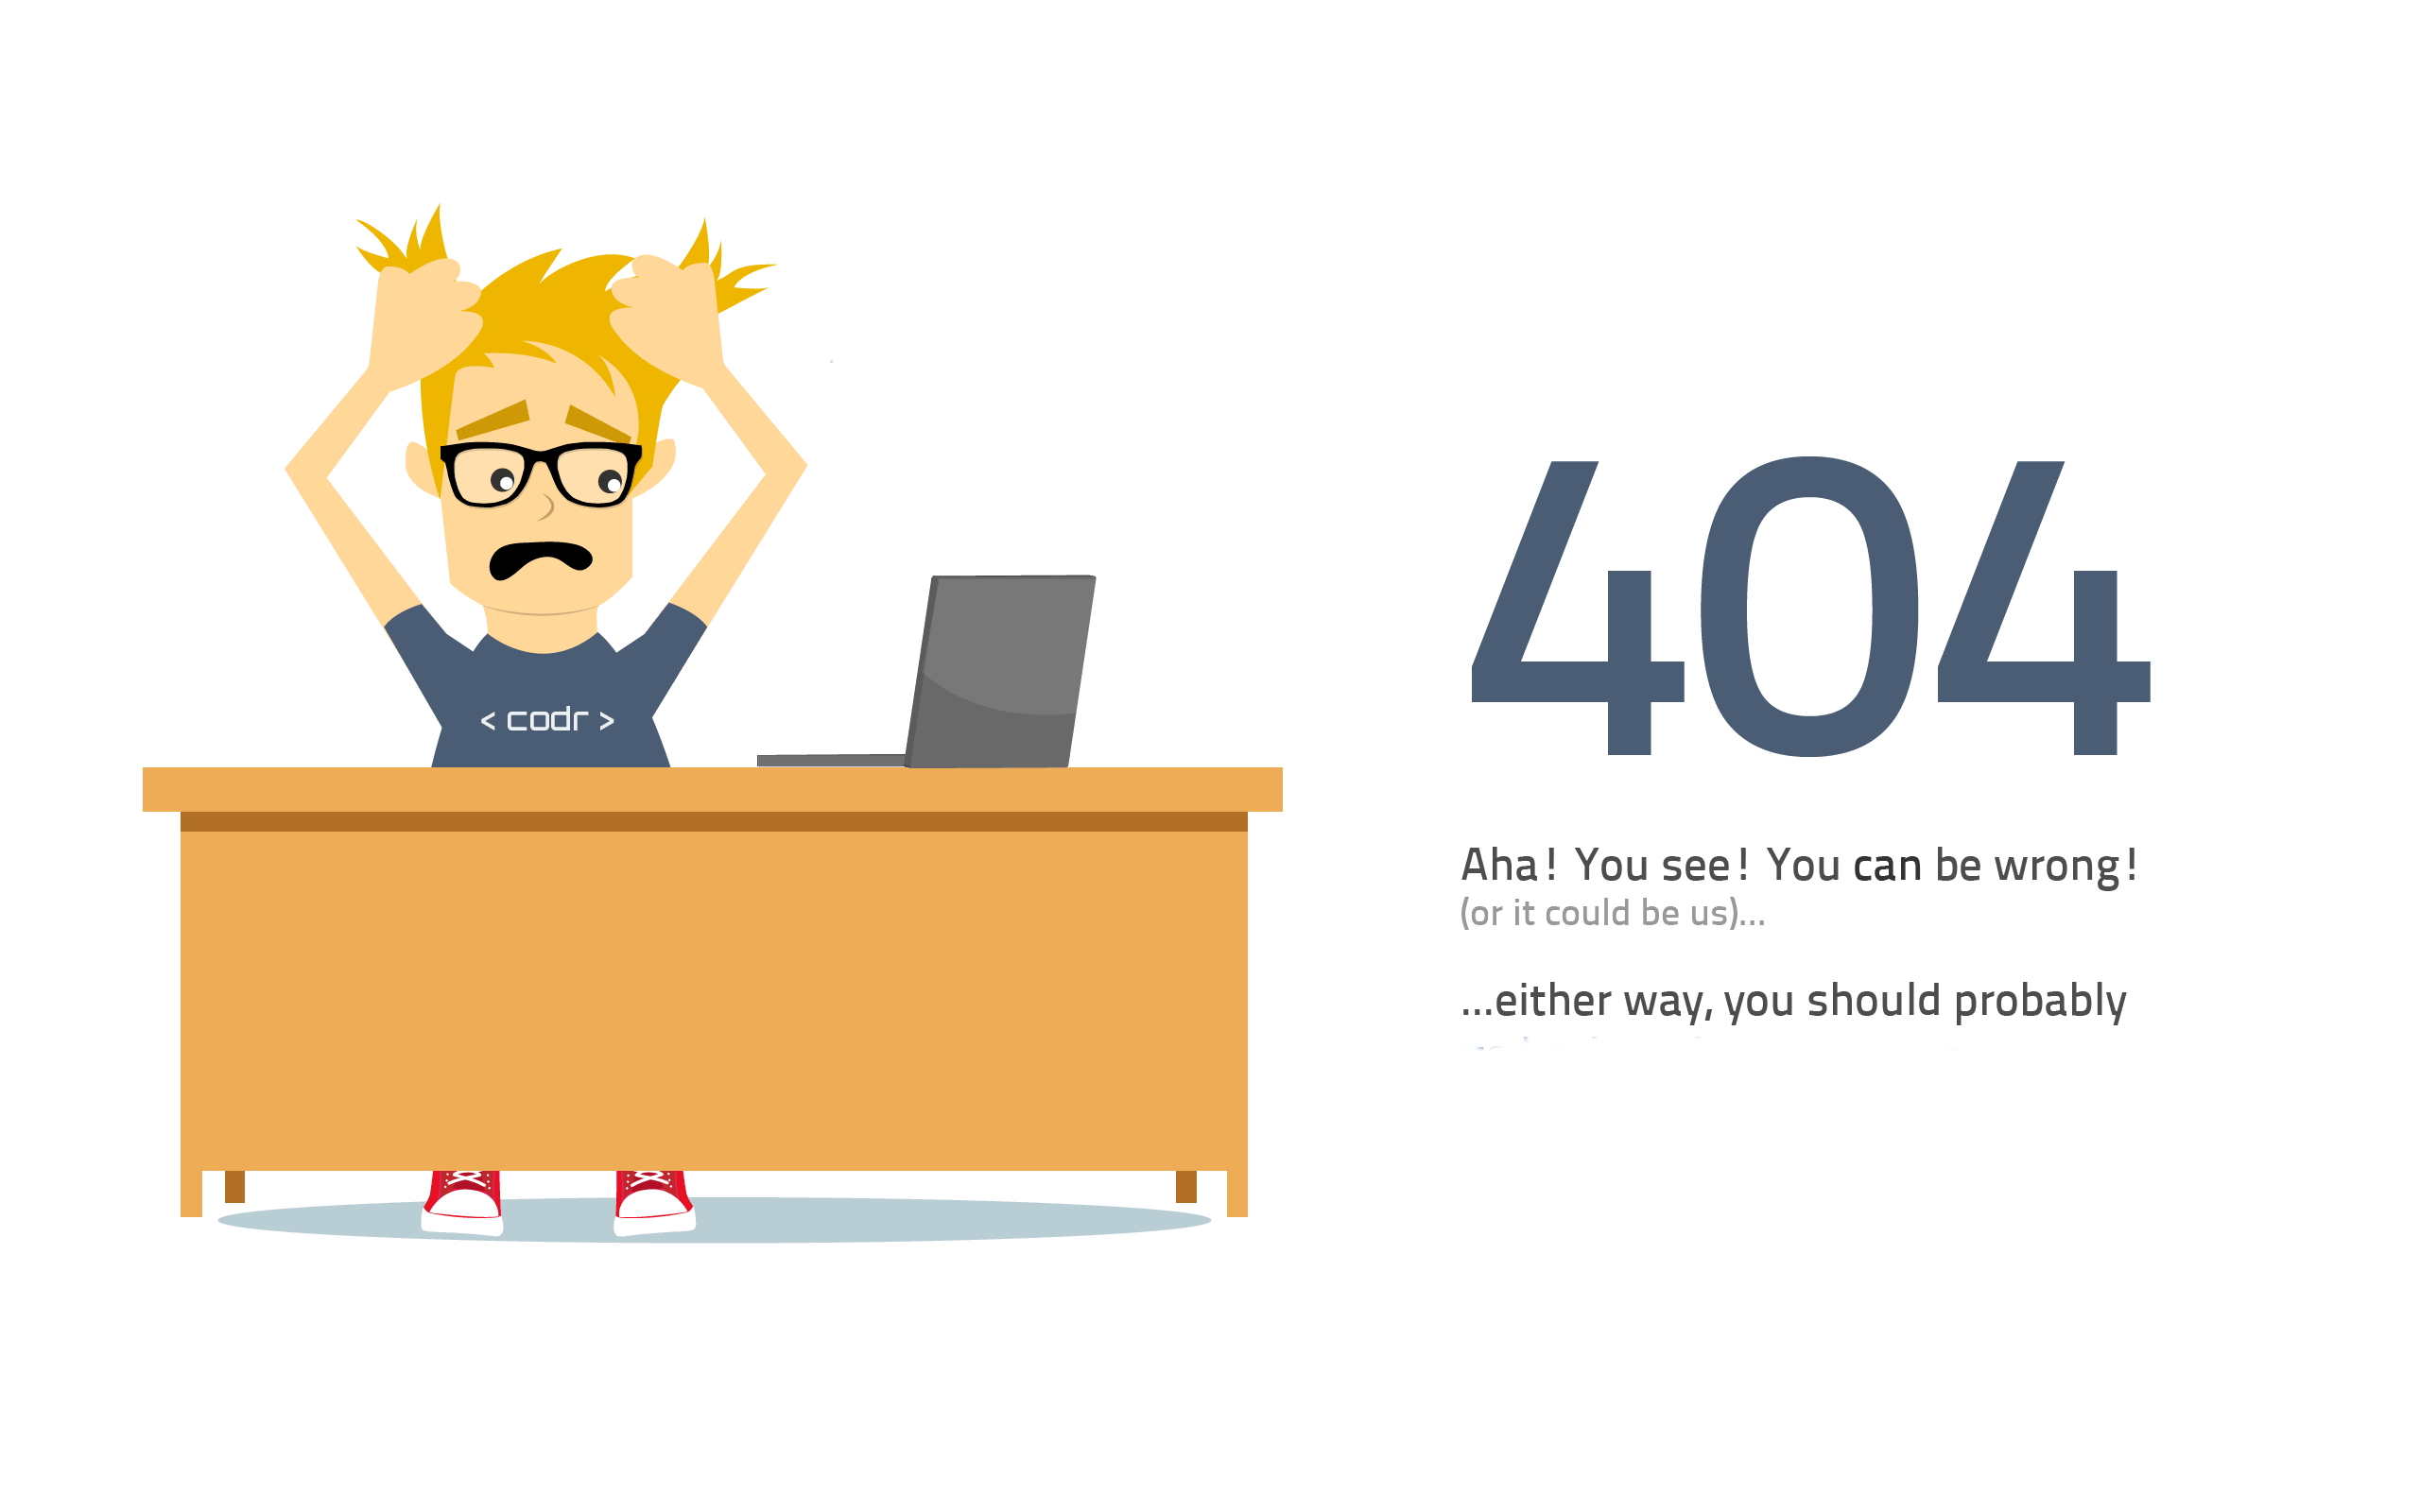 <codr>
404
Aha! You see! You can be wrong!
(or it could be us)...
...either way, you should probably